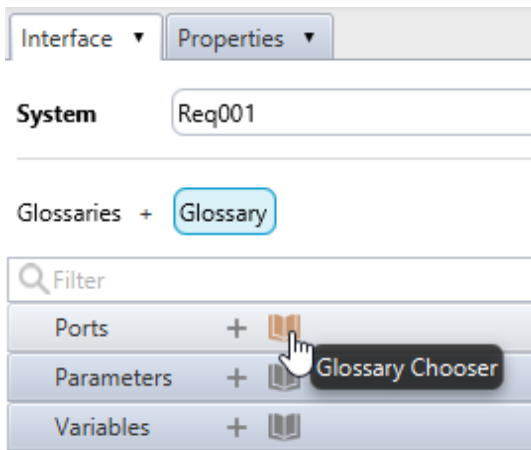 Interface ▼ Properties ▼
System Req001
Glossaries + Glossary
Filter
Ports +
Glossary Chooser
Parameters +
Variables +